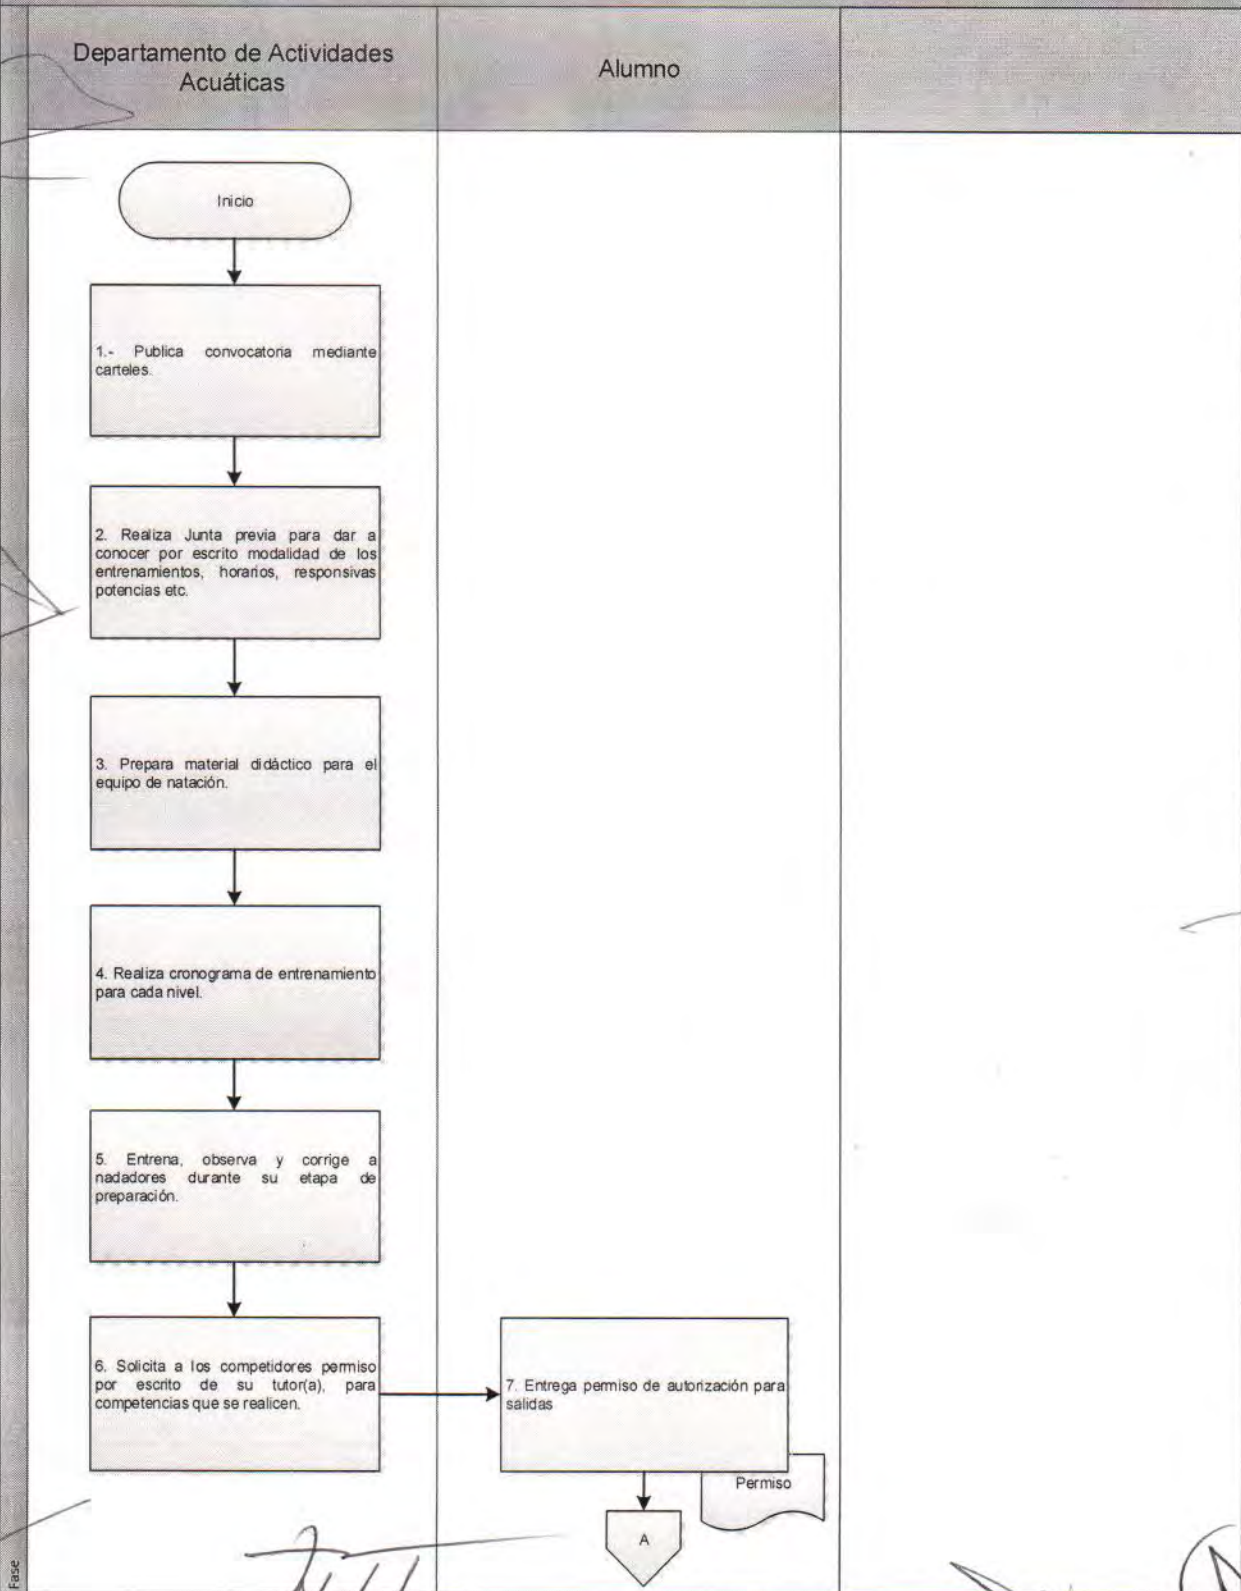 Departamento de Actividades
Acuáticas
Alumno
Inicio
1.- Publica convocatoria mediante
carteles.
2. Realiza Junta previa para dar a
conocer por escrito modalidad de los
entrenamientos, horarios, responsivas
potencias etc.
3. Prepara material didáctico para el
equipo de natación.
4. Realiza cronograma de entrenamiento
para cada nivel.
5. Entrena, observa y corrige a
nadadores durante su etapa de
preparación.
6. Solicita a los competidores permiso
por escrito de su tutor(a), para
competencias que se realicen.
7. Entrega permiso de autorización para
salidas
Permiso
A
Fase